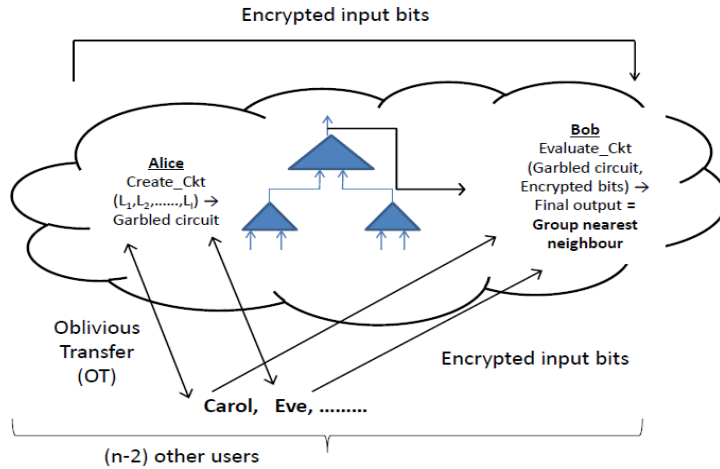 Encrypted input bits
Alice
Create_Ckt
(L₁,L₂,……,Lₗ) →
Garbled circuit
Bob
Evaluate_Ckt
(Garbled circuit,
Encrypted bits) →
Final output =
Group nearest
neighbour
Oblivious
Transfer
(OT)
Encrypted input bits
Carol, Eve, ………
(n-2) other users